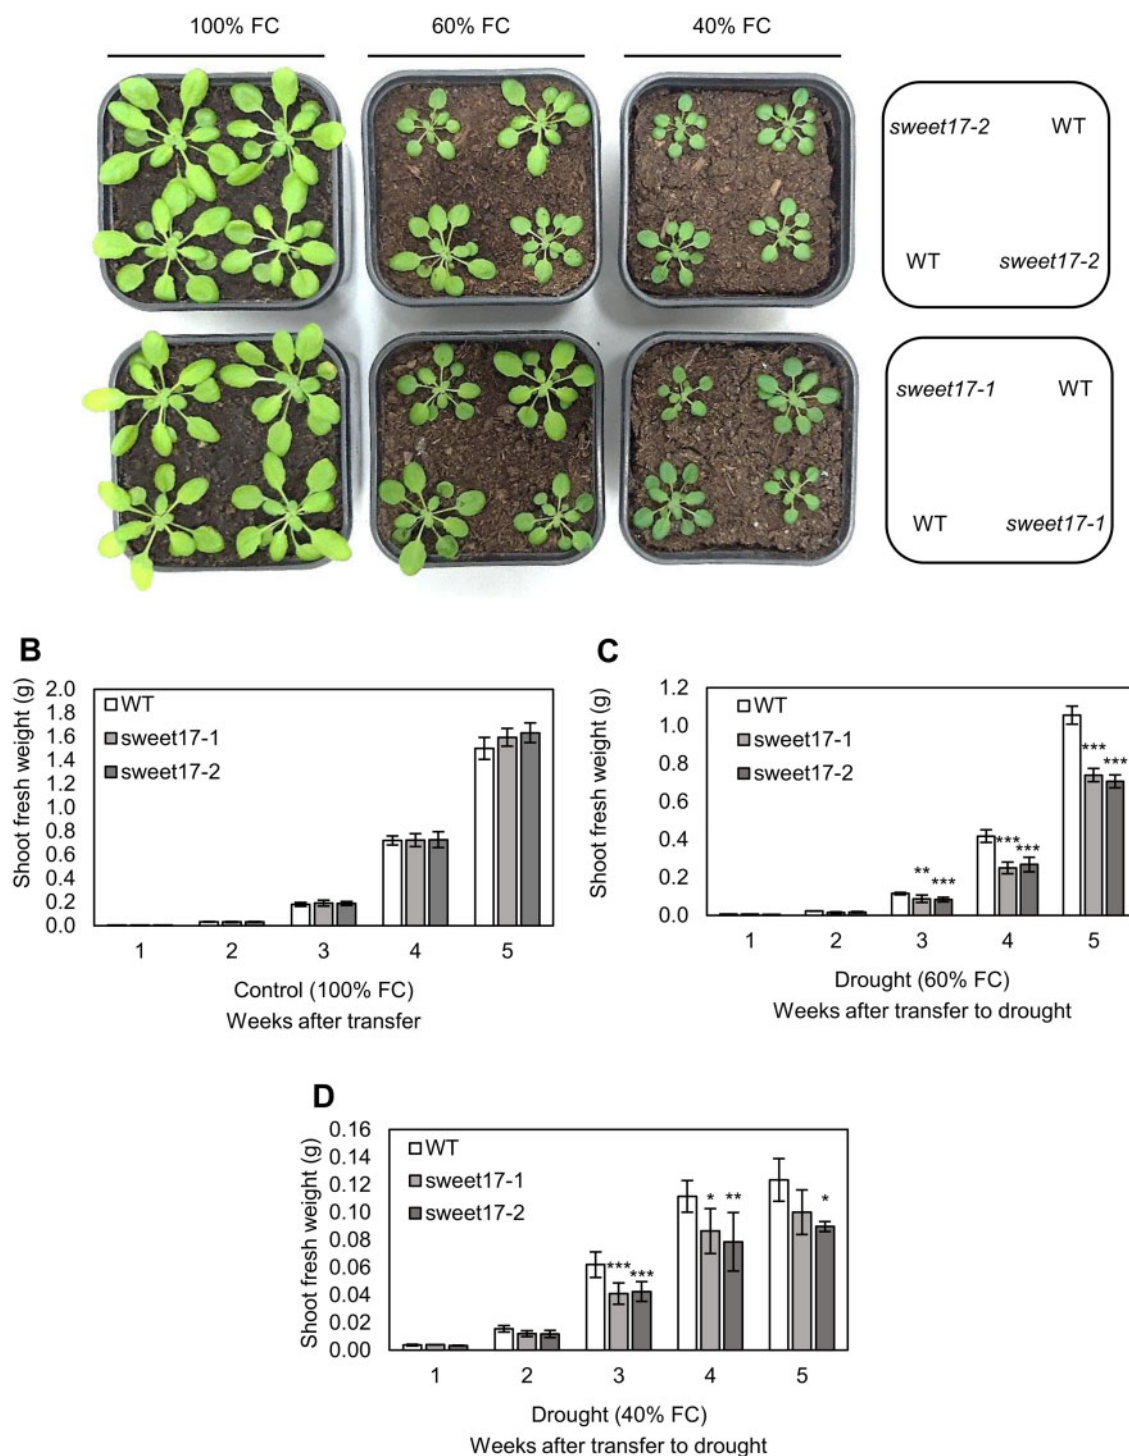 100% FC 60% FC 40% FC
sweet17-2 WT
WT sweet17-2
sweet17-1 WT
WT sweet17-1
B
Shoot fresh weight (g)
2.0
1.8
1.6
1.4
1.2
1.0
0.8
0.6
0.4
0.2
0.0
WT
sweet17-1
sweet17-2
1 2 3 4 5
Control (100% FC)
Weeks after transfer
C
Shoot fresh weight (g)
1.2
1.0
0.8
0.6
0.4
0.2
0.0
WT
sweet17-1
sweet17-2
** ***
*** ***
*** ***
1 2 3 4 5
Drought (60% FC)
Weeks after transfer to drought
D
Shoot fresh weight (g)
0.16
0.14
0.12
0.10
0.08
0.06
0.04
0.02
0.00
WT
sweet17-1
sweet17-2
*** ***
* **
*
1 2 3 4 5
Drought (40% FC)
Weeks after transfer to drought